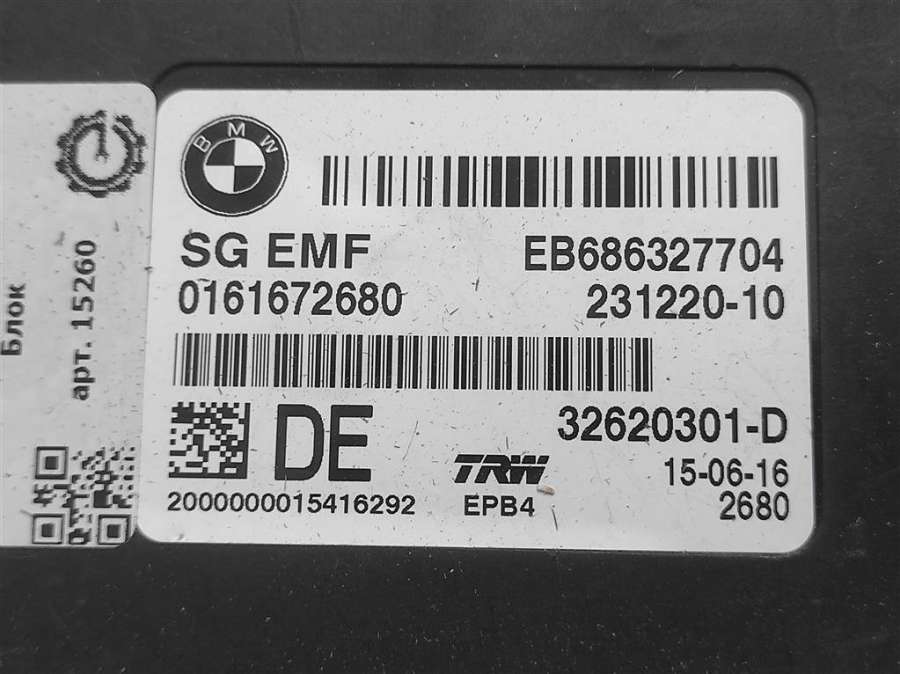 Блок
арт. 15260
BMW
SG EMF
EB686327704
0161672680
231220-10
DE
32620301-D
TRW
15-06-16
2000000015416292
EPB4
2680